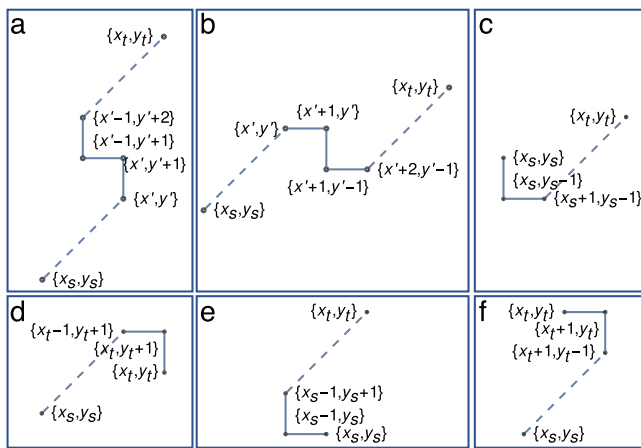 a
{x_t,y_t}
{x'−1,y'+2}
{x'−1,y'+1}
{x',y'+1}
{x',y'}
{x_s,y_s}
b
{x_t,y_t}
{x'+1,y'}
{x',y'}
{x'+1,y'−1}
{x'+2,y'−1}
{x_s,y_s}
c
{x_t,y_t}
{x_s,y_s}
{x_s,y_s−1}
{x_s+1,y_s−1}
d
{x_t−1,y_t+1}
{x_t,y_t+1}
{x_t,y_t}
{x_s,y_s}
e
{x_t,y_t}
{x_s−1,y_s+1}
{x_s−1,y_s}
{x_s,y_s}
f
{x_t,y_t}
{x_t+1,y_t}
{x_t+1,y_t−1}
{x_s,y_s}